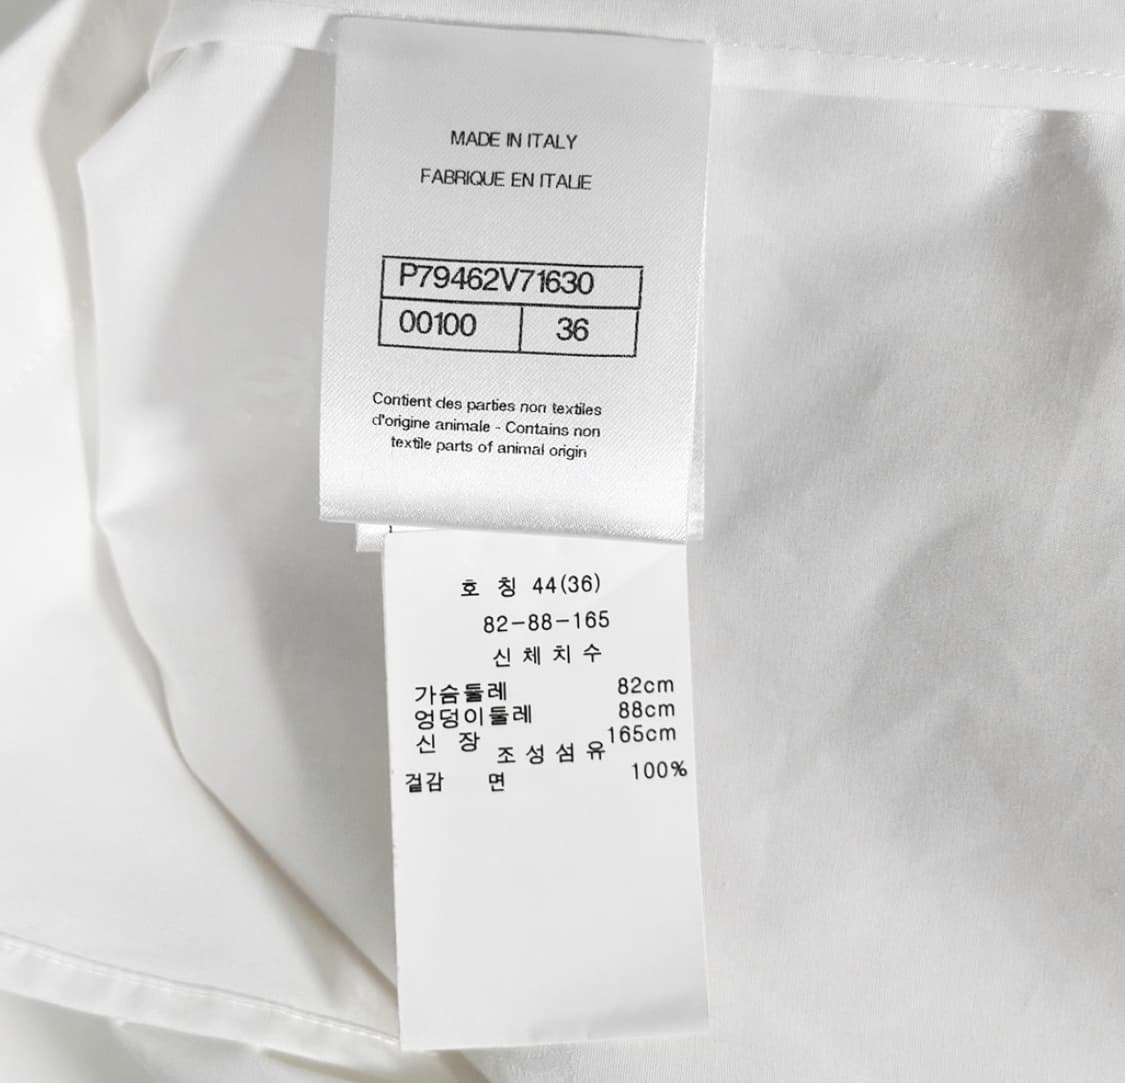 MADE IN ITALY
FABRIQUE EN ITALIE
P79462V71630
00100 36
Contient des parties non textiles
d'origine animale - Contains non
textile parts of animal origin
호 칭 44(36)
82-88-165
신 체 치 수
가슴둘레 82cm
엉덩이둘레 88cm
신 장 165cm
조 성 섬 유
겉감 면 100%